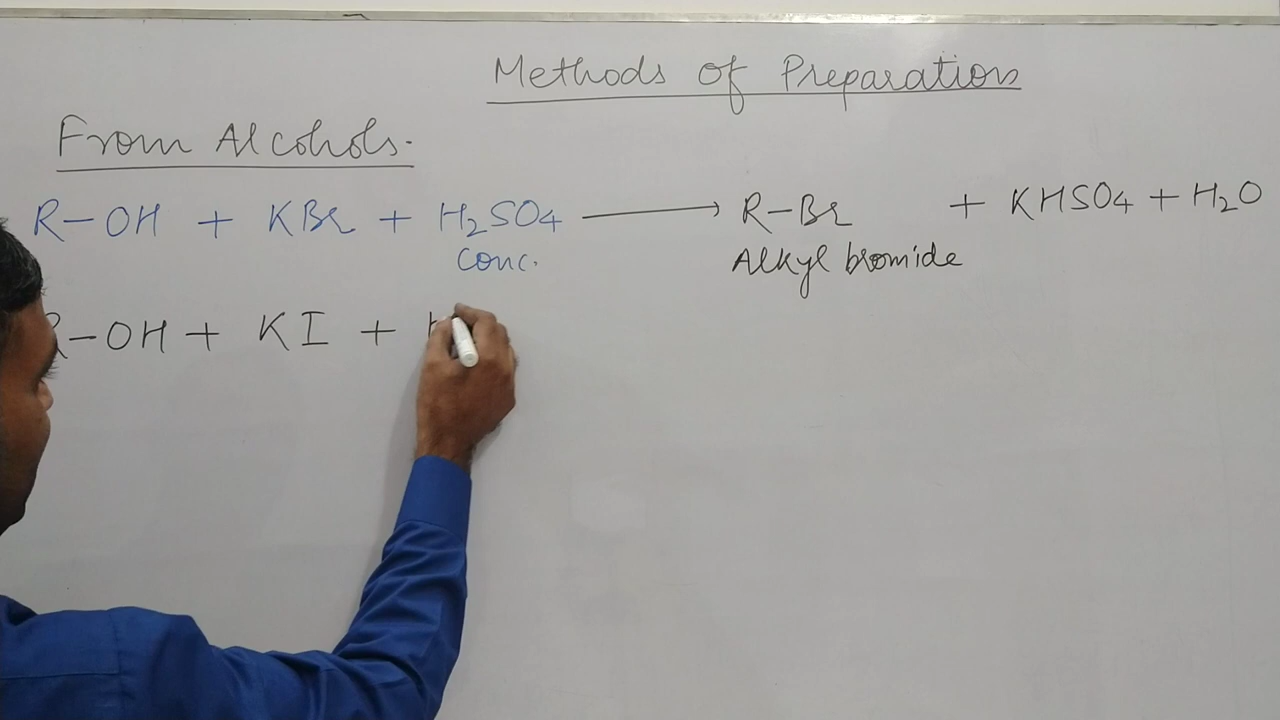 Methods of Preparation
From Alcohols.
R-OH + KBr + H2SO4 ⟶ R-Br + KHSO4 + H2O
conc. Alkyl bromide
R-OH + KI +